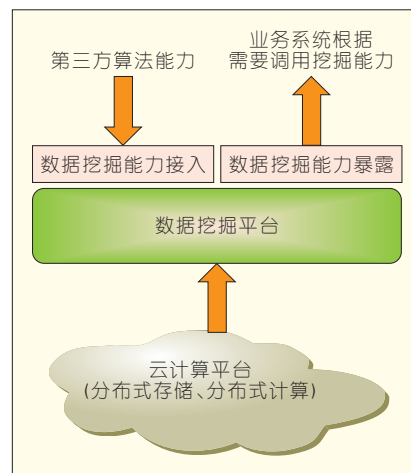 第三方算法能力
业务系统根据
需要调用挖掘能力
数据挖掘能力接入
数据挖掘能力暴露
数据挖掘平台
云计算平台
(分布式存储、分布式计算)